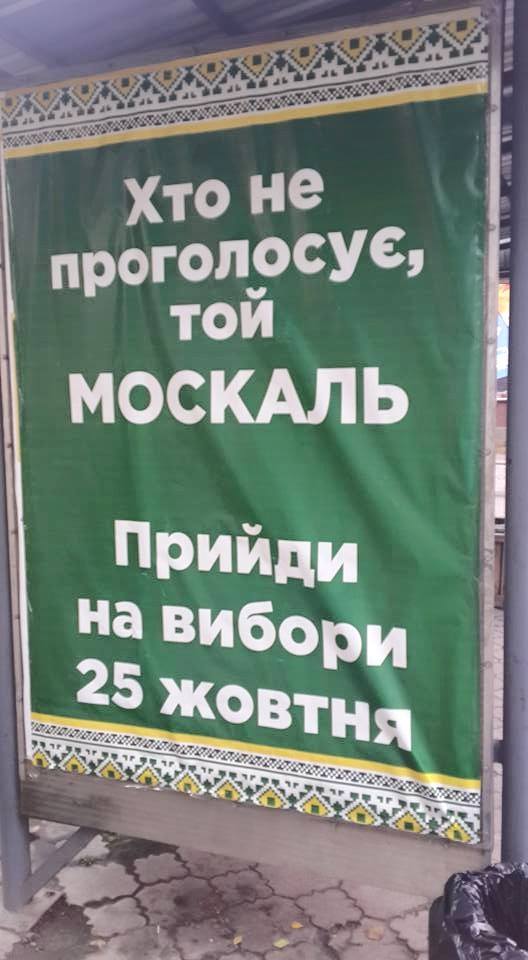 Хто не
проголосує,
той
МОСКАЛЬ
Прийди
на вибори
25 жовтня